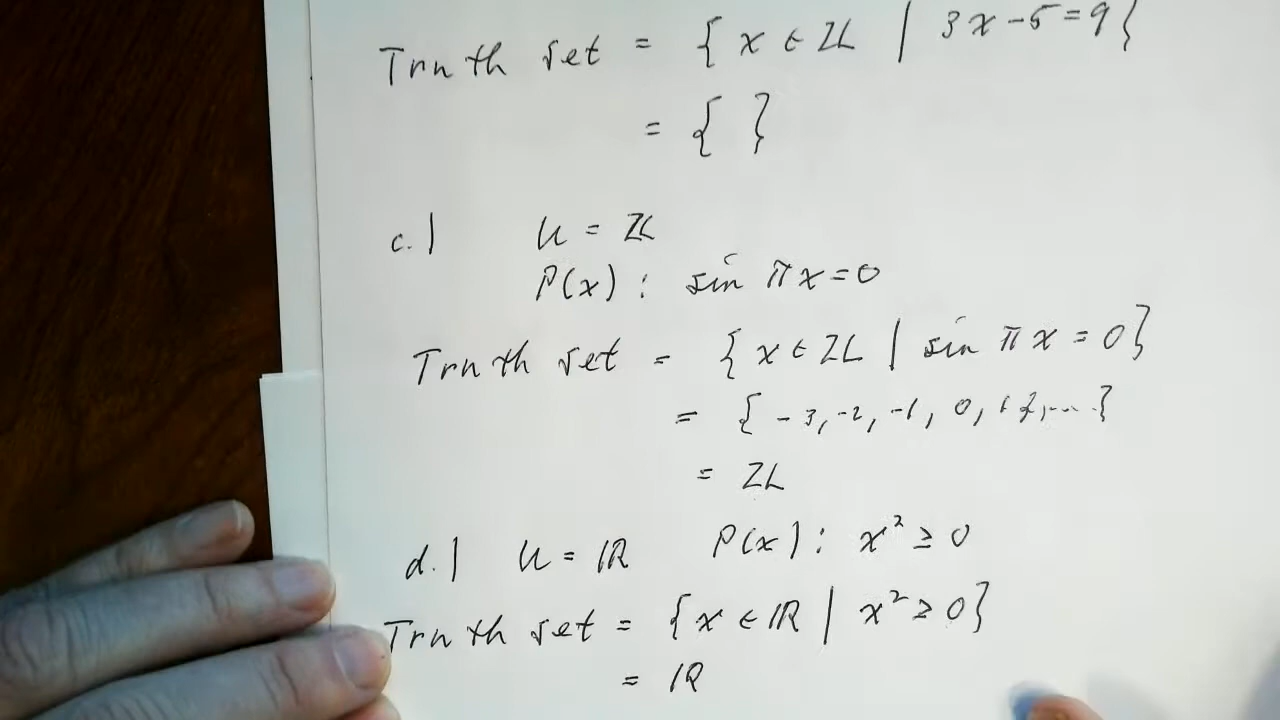 Truth set = { x ∈ ℤ | 3x-5=9}
= { }
c.) U = ℤ
P(x) : sin πx=0
Truth set = { x ∈ ℤ | sin πx = 0}
= { -3, -2, -1, 0, 1 2, ... }
= ℤ
d.) U = ℝ P(x) : x² ≥ 0
Truth set = {x ∈ ℝ | x² ≥ 0}
= ℝ